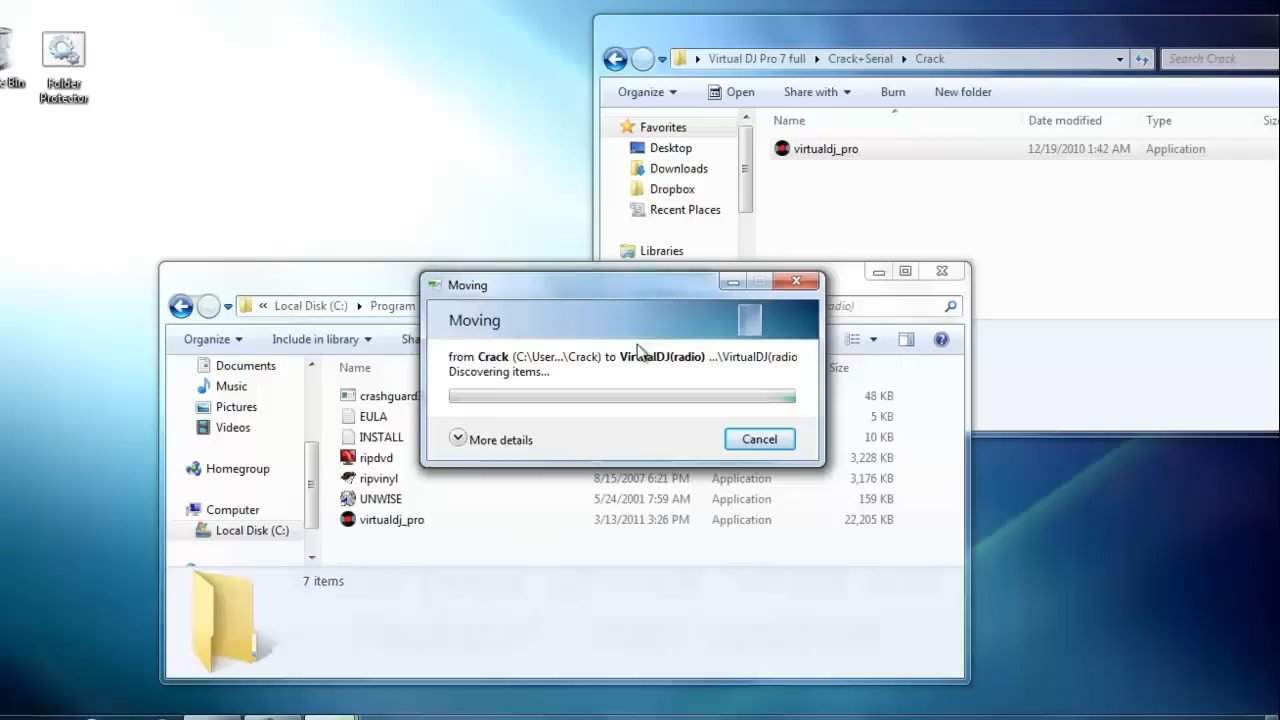 Bin
Folder
Protector
Virtual DJ Pro 7 full Crack+Serial Crack
Search Crack
Organize Open Share with Burn New folder
Name Date modified Type
Favorites
Desktop
Downloads
Dropbox
Recent Places
Libraries
virtualdj_pro 12/19/2010 1:42 AM Application
« Local Disk (C:) Program
radio)
Organize Include in library
Documents
Music
Pictures
Videos
Homegroup
Computer
Local Disk (C:)
Name Size
48 KB
EULA 5 KB
INSTALL 10 KB
ripdvd 3,228 KB
ripvinyl 8/15/2007 6:21 PM Application 3,176 KB
UNWISE 5/24/2001 7:59 AM Application 159 KB
virtualdj_pro 3/13/2011 3:26 PM Application 22,205 KB
7 items
Moving
Moving
from Crack (C:\User...\Crack) to VirtualDJ(radio) ...\VirtualDJ(radio
Discovering items...
More details
Cancel